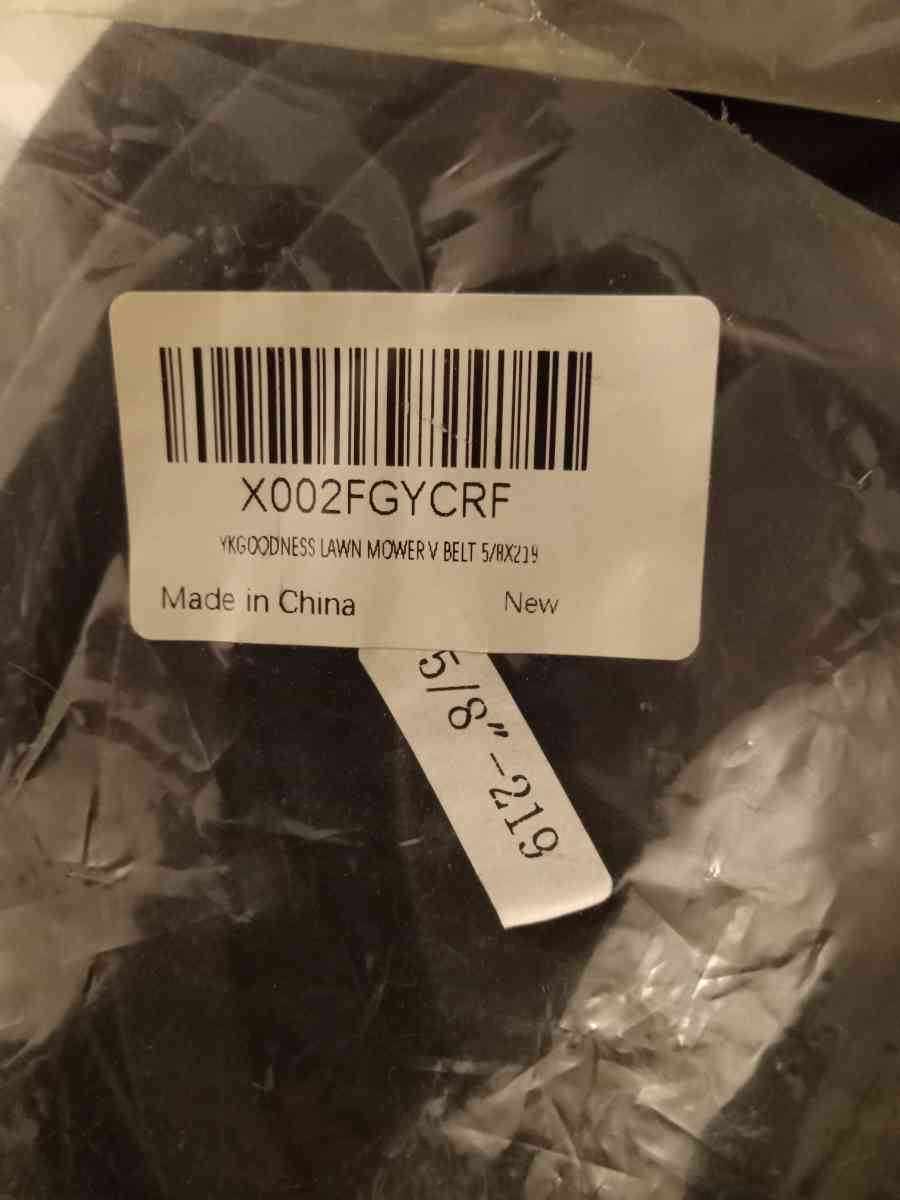 X002FGYCRF
YKGOODNESS LAWN MOWER V BELT 5/8X219
Made in China New
5/8"-219